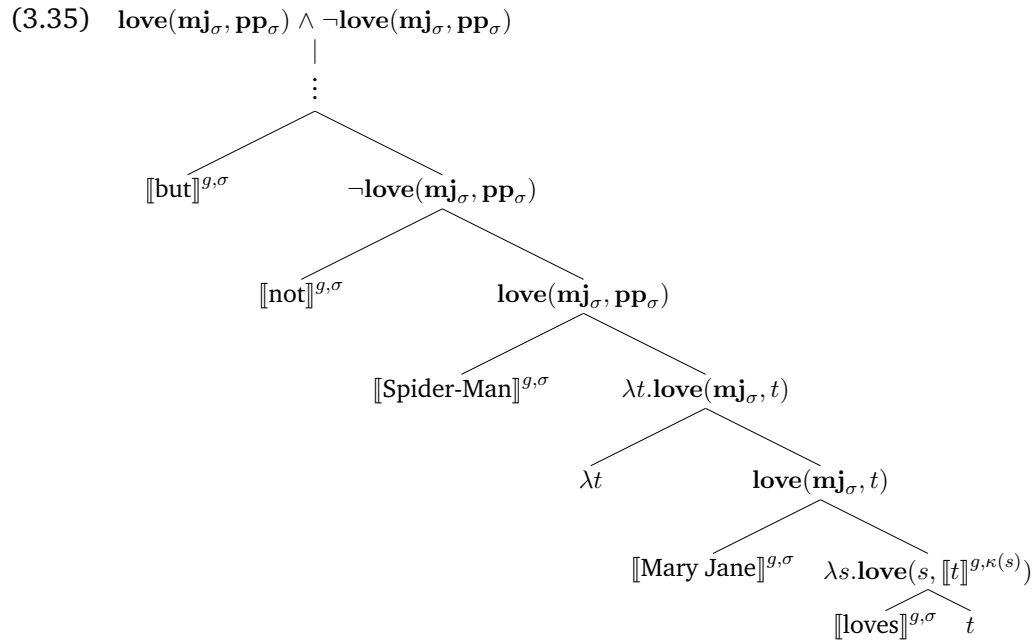 (3.35) love(mj_σ, pp_σ) ∧ ¬love(mj_σ, pp_σ)
⋮
⟦but⟧^{g,σ} ¬love(mj_σ, pp_σ)
⟦not⟧^{g,σ} love(mj_σ, pp_σ)
⟦Spider-Man⟧^{g,σ} λt.love(mj_σ, t)
λt love(mj_σ, t)
⟦Mary Jane⟧^{g,σ} λs.love(s, ⟦t⟧^{g,κ(s)})
⟦loves⟧^{g,σ} t